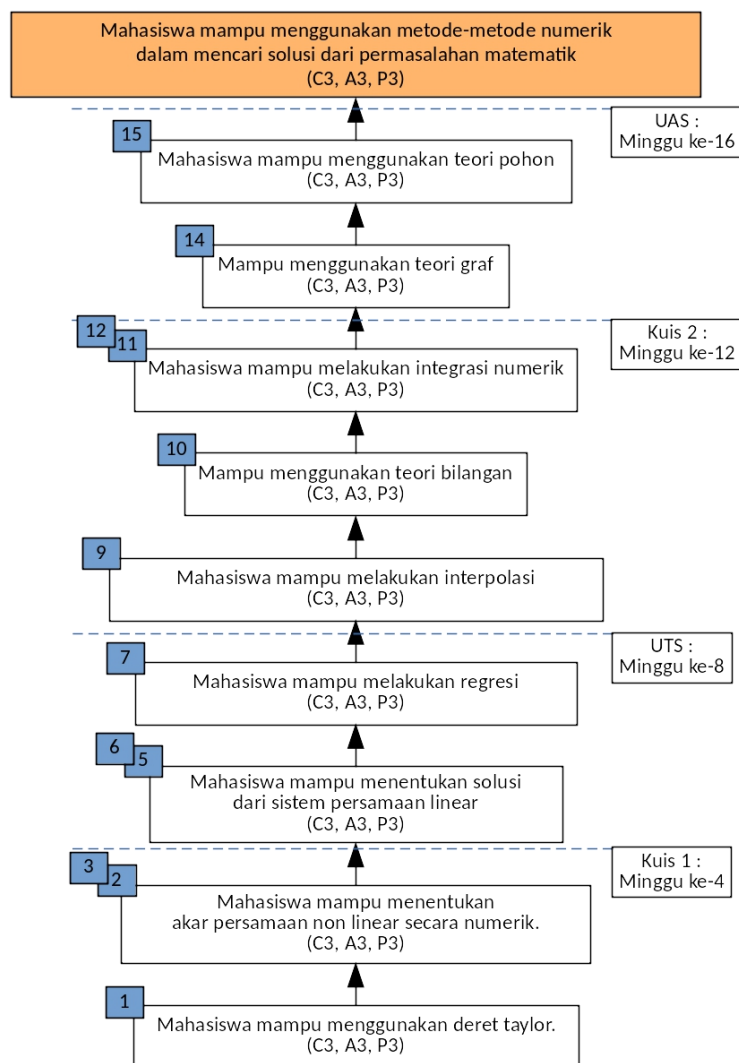 Mahasiswa mampu menggunakan metode-metode numerik
dalam mencari solusi dari permasalahan matematik
(C3, A3, P3)
UAS :
Minggu ke-16
15
Mahasiswa mampu menggunakan teori pohon
(C3, A3, P3)
14
Mampu menggunakan teori graf
(C3, A3, P3)
Kuis 2 :
Minggu ke-12
12
11
Mahasiswa mampu melakukan integrasi numerik
(C3, A3, P3)
10
Mampu menggunakan teori bilangan
(C3, A3, P3)
9
Mahasiswa mampu melakukan interpolasi
(C3, A3, P3)
UTS :
Minggu ke-8
7
Mahasiswa mampu melakukan regresi
(C3, A3, P3)
6
5
Mahasiswa mampu menentukan solusi
dari sistem persamaan linear
(C3, A3, P3)
Kuis 1 :
Minggu ke-4
3
2
Mahasiswa mampu menentukan
akar persamaan non linear secara numerik.
(C3, A3, P3)
1
Mahasiswa mampu menggunakan deret taylor.
(C3, A3, P3)